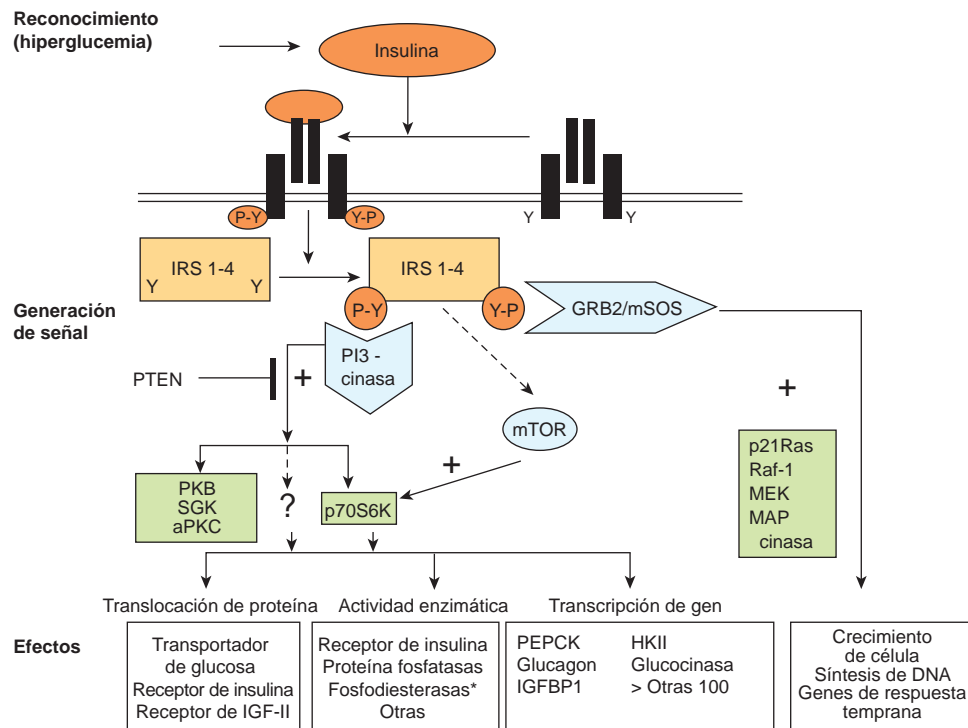 Reconocimiento
(hiperglucemia)
Insulina
P-Y
Y-P
Y
Y
IRS 1-4
Y
Y
IRS 1-4
P-Y
Y-P
GRB2/mSOS
Generación
de señal
PTEN
+
PI3 -
cinasa
mTOR
+
+
p21Ras
Raf-1
MEK
MAP
cinasa
PKB
SGK
aPKC
?
p70S6K
Translocación de proteína
Actividad enzimática
Transcripción de gen
Efectos
Transportador
de glucosa
Receptor de insulina
Receptor de IGF-II
Receptor de insulina
Proteína fosfatasas
Fosfodiesterasas*
Otras
PEPCK
Glucagon
IGFBP1
HKII
Glucocinasa
> Otras 100
Crecimiento
de célula
Síntesis de DNA
Genes de respuesta
temprana